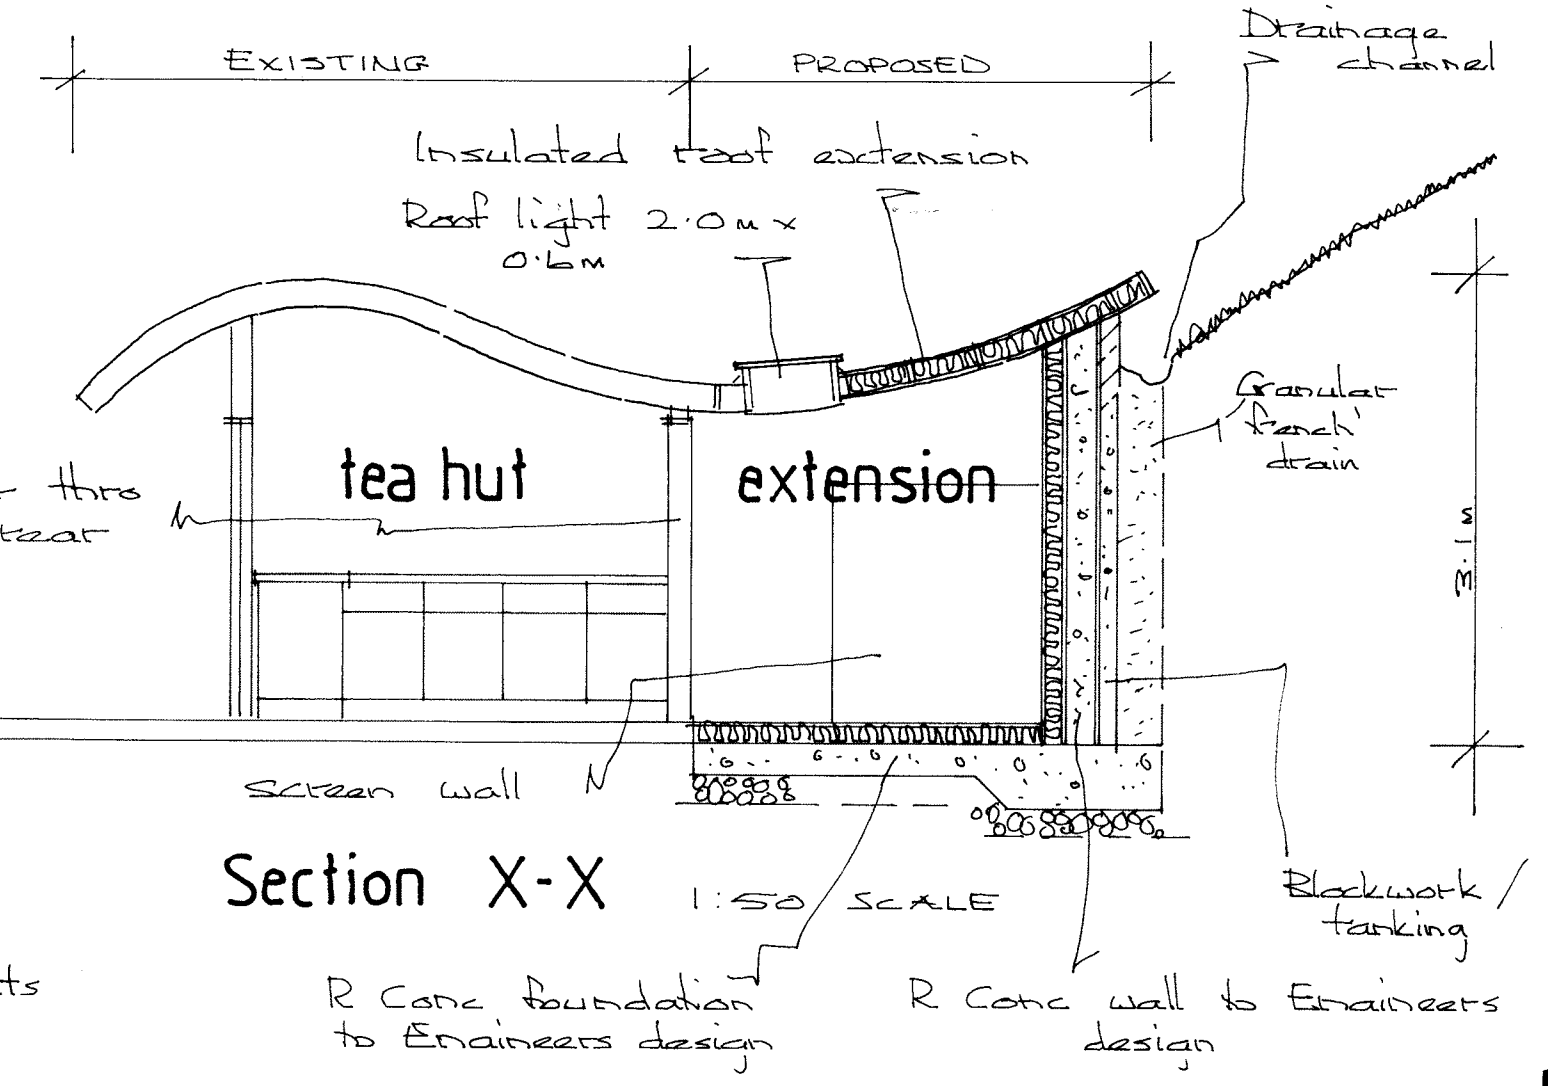 EXISTING
PROPOSED
Drainage
channel
Insulated roof extension
Roof light 2.0m x
0.6m
Granular
'french'
drain
tea hut
extension
thro
3.1m
screen wall
Section X-X
1:50 SCALE
Blockwork /
tanking
R Conc foundation
to Engineers design
R Conc wall to Engineers
design